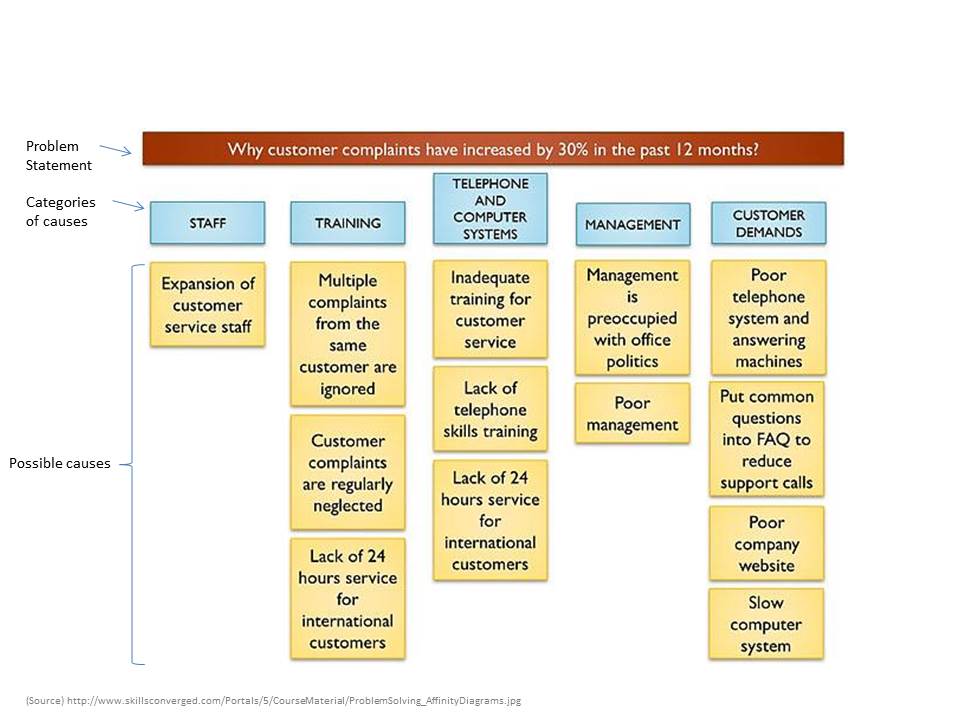 Problem
Statement
Why customer complaints have increased by 30% in the past 12 months?
Categories
of causes
STAFF
TRAINING
TELEPHONE
AND
COMPUTER
SYSTEMS
MANAGEMENT
CUSTOMER
DEMANDS
Possible causes
Expansion of
customer
service staff
Multiple
complaints
from the
same
customer are
ignored
Customer
complaints
are regularly
neglected
Lack of 24
hours service
for
international
customers
Inadequate
training for
customer
service
Lack of
telephone
skills training
Lack of 24
hours service
for
international
customers
Management
is
preoccupied
with office
politics
Poor
management
Poor
telephone
system and
answering
machines
Put common
questions
into FAQ to
reduce
support calls
Poor
company
website
Slow
computer
system
(Source) http://www.skillsconverged.com/Portals/5/CourseMaterial/ProblemSolving_AffinityDiagrams.jpg